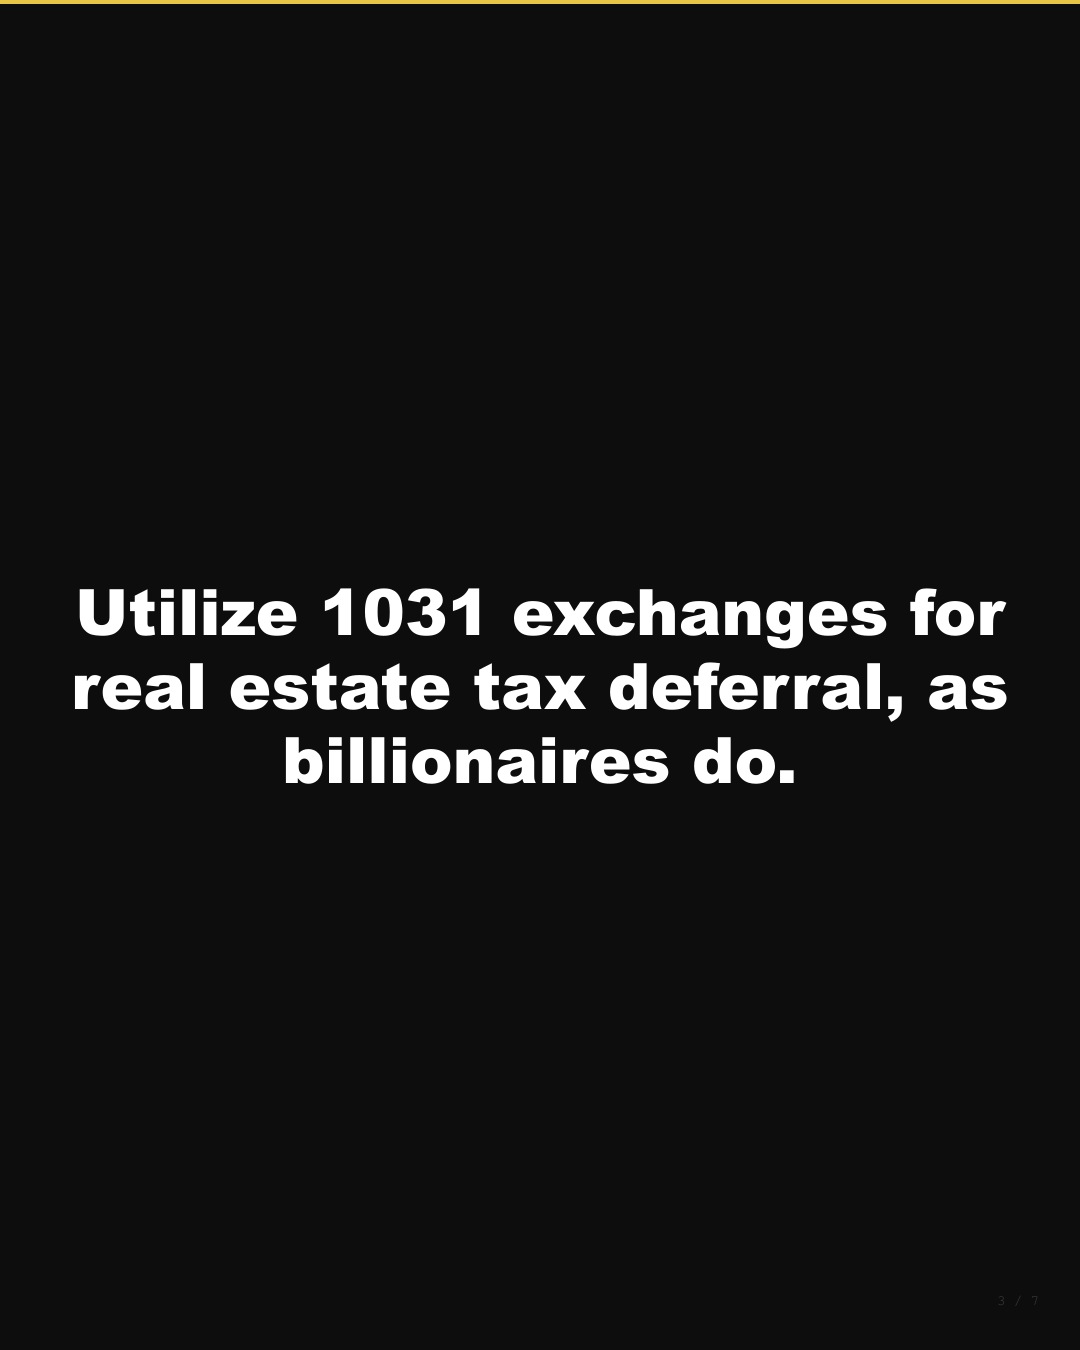 Utilize 1031 exchanges for
real estate tax deferral, as
billionaires do.
3 / 7